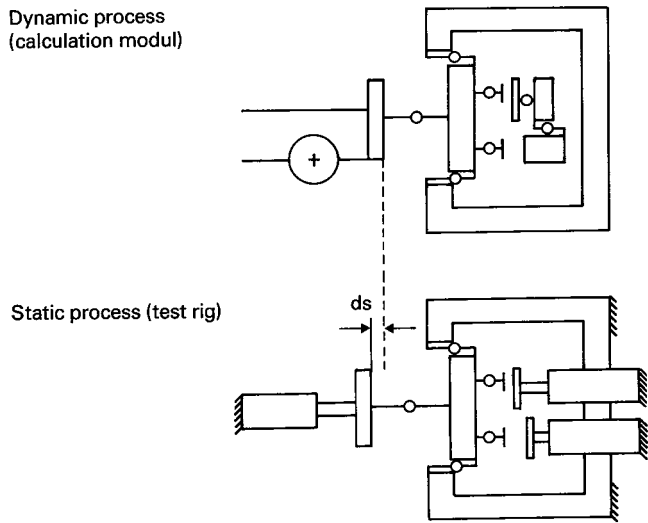 Dynamic process
(calculation modul)
+
ds
Static process (test rig)